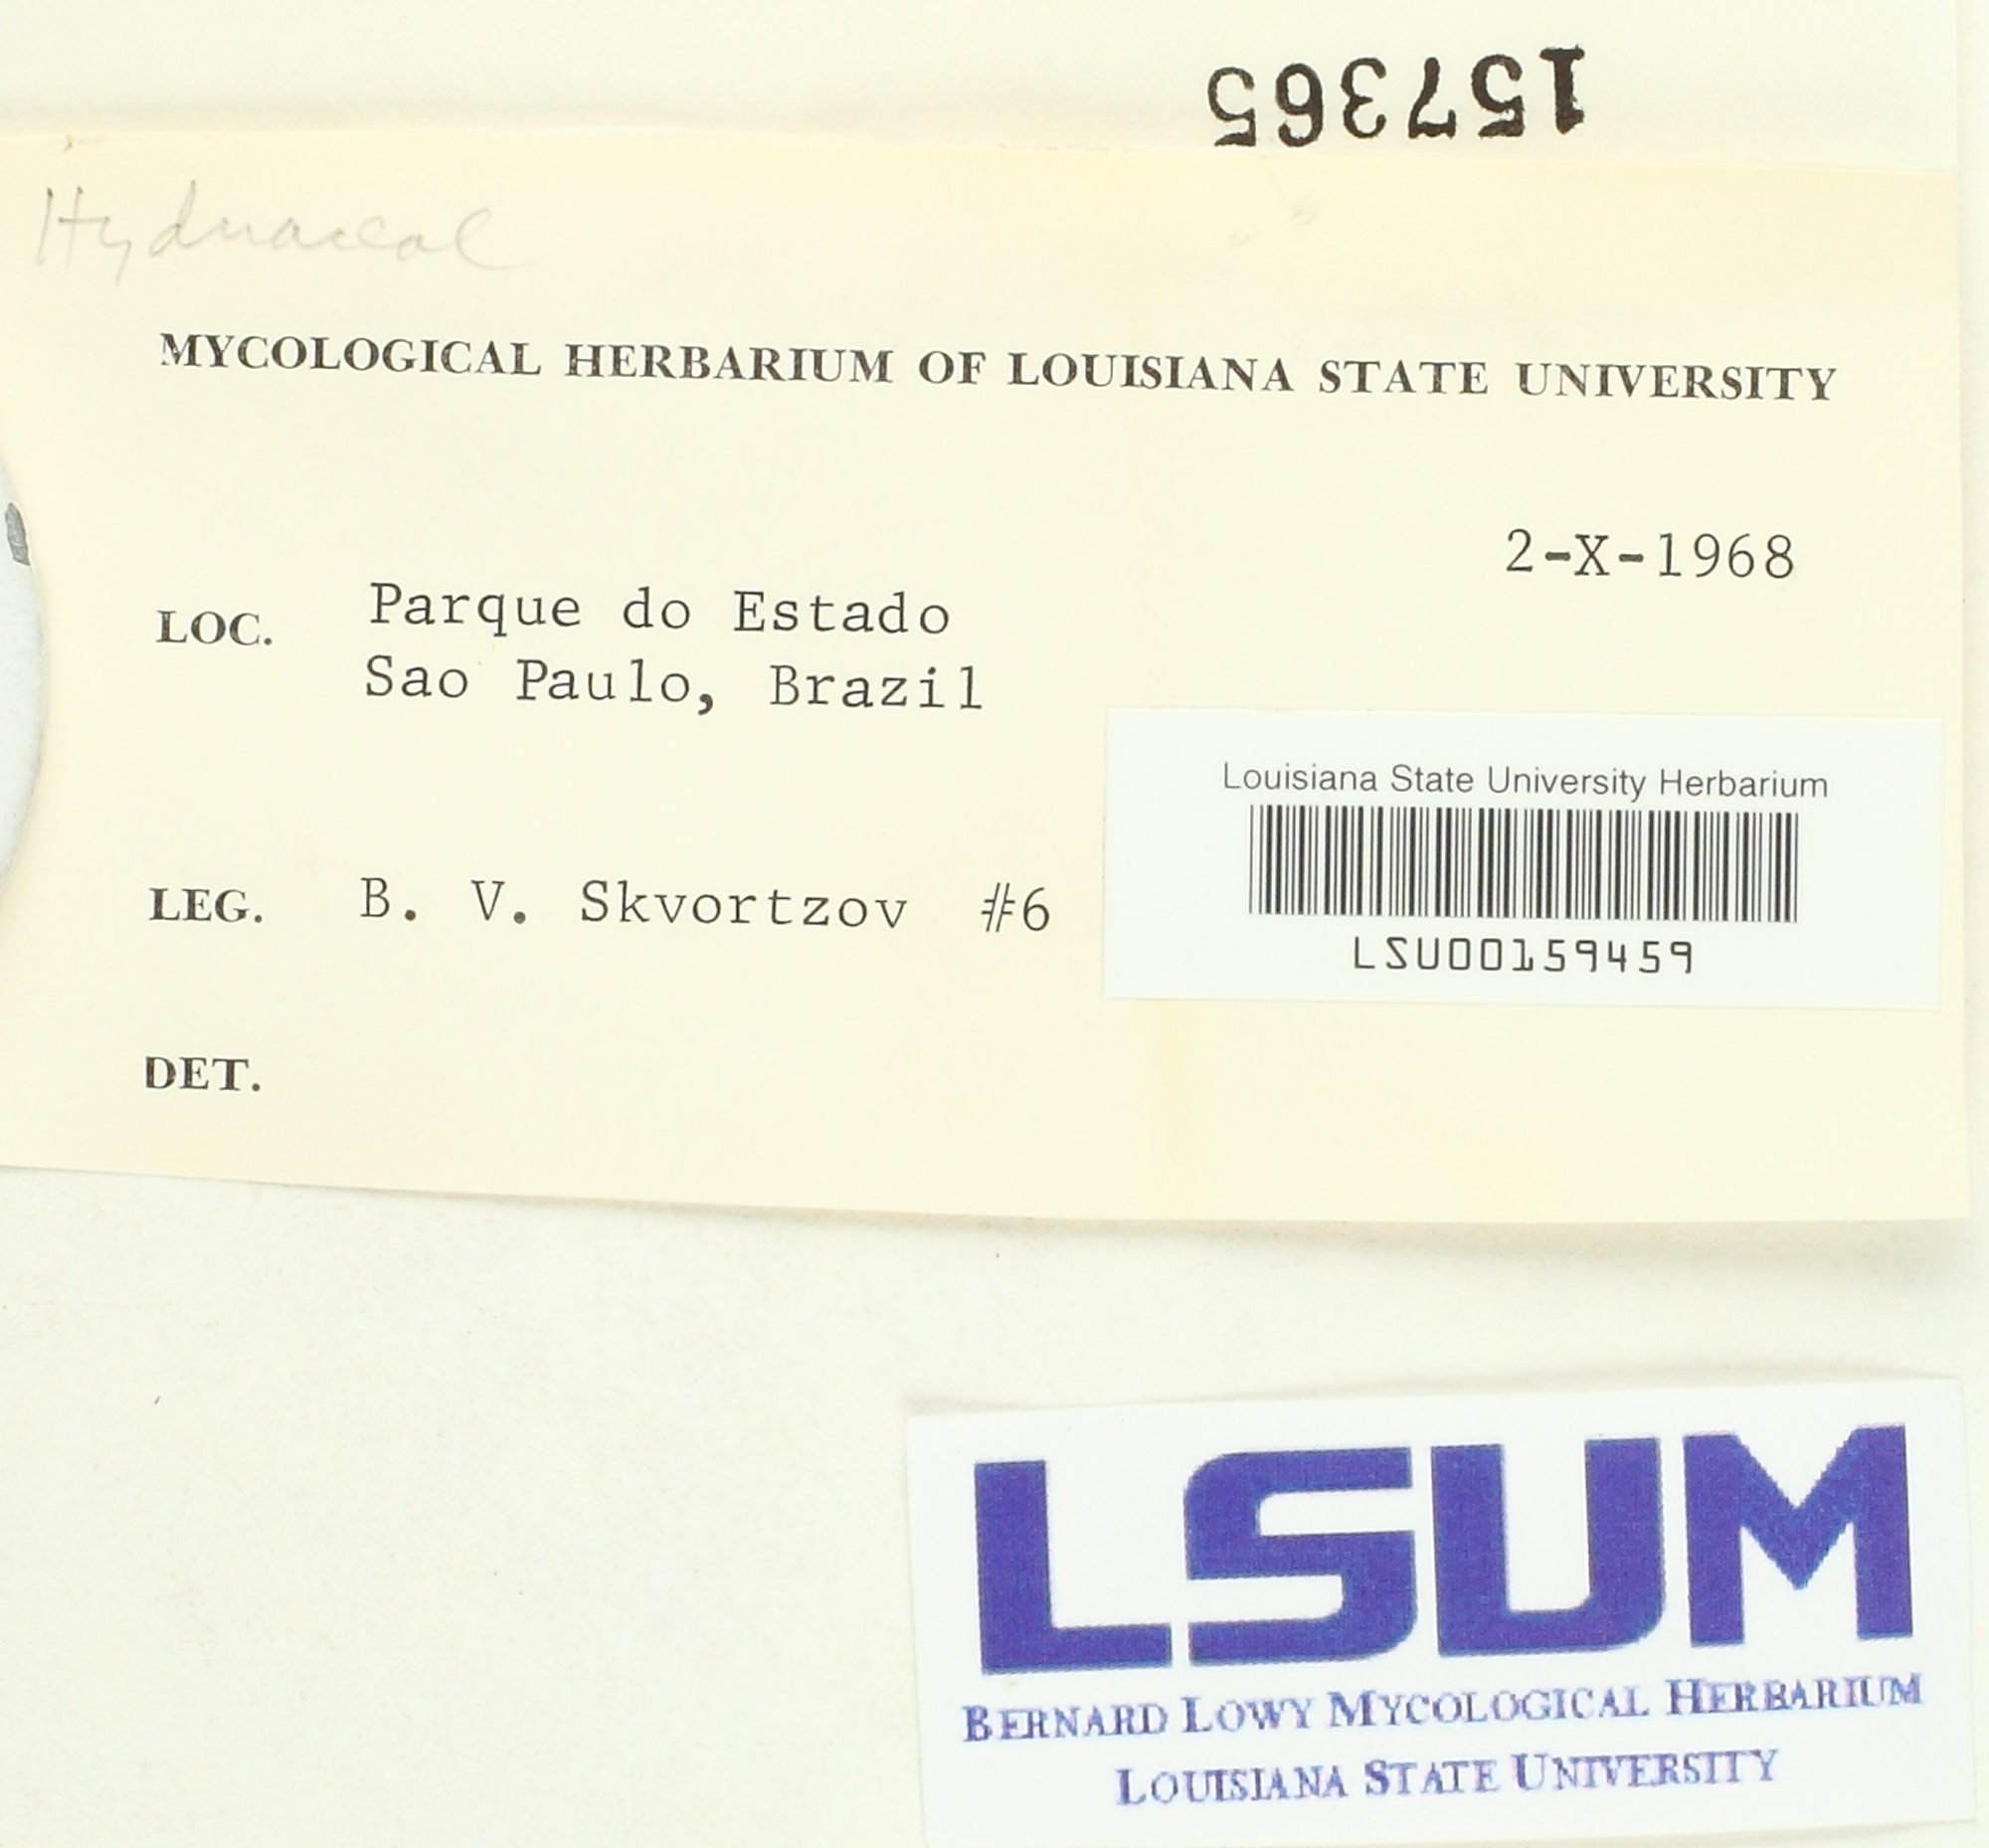 157365
Hydnaceae
MYCOLOGICAL HERBARIUM OF LOUISIANA STATE UNIVERSITY
2-X-1968
LOC. Parque do Estado
Sao Paulo, Brazil
Louisiana State University Herbarium
LSU00159459
LEG. B. V. Skvortzov #6
DET.
LSUM
BERNARD LOWY MYCOLOGICAL HERBARIUM
LOUISIANA STATE UNIVERSITY